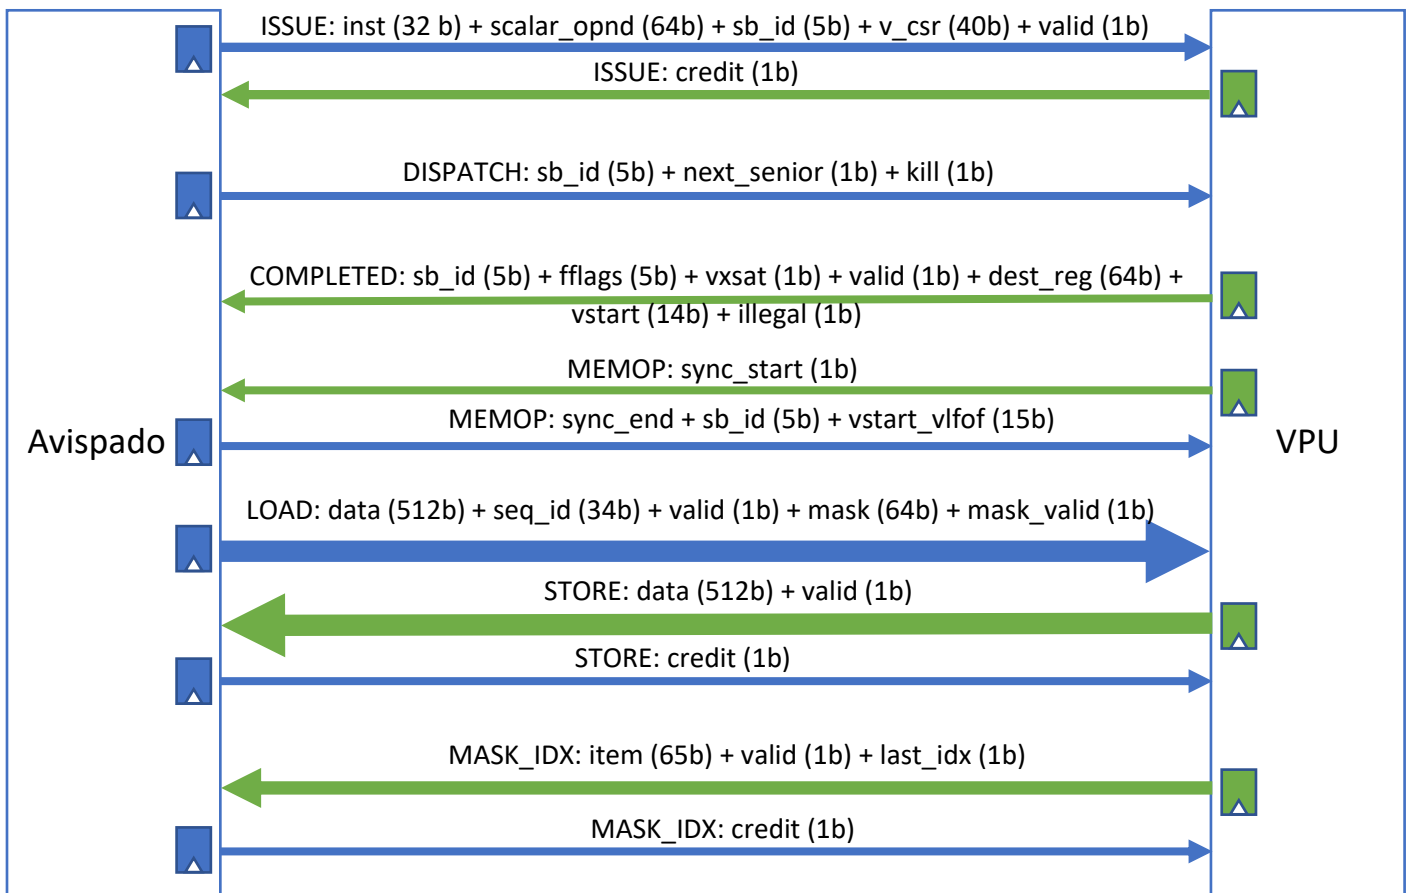 ISSUE: inst (32 b) + scalar_opnd (64b) + sb_id (5b) + v_csr (40b) + valid (1b)
ISSUE: credit (1b)
DISPATCH: sb_id (5b) + next_senior (1b) + kill (1b)
COMPLETED: sb_id (5b) + fflags (5b) + vxsat (1b) + valid (1b) + dest_reg (64b) +
vstart (14b) + illegal (1b)
MEMOP: sync_start (1b)
MEMOP: sync_end + sb_id (5b) + vstart_vlfof (15b)
Avispado
VPU
LOAD: data (512b) + seq_id (34b) + valid (1b) + mask (64b) + mask_valid (1b)
STORE: data (512b) + valid (1b)
STORE: credit (1b)
MASK_IDX: item (65b) + valid (1b) + last_idx (1b)
MASK_IDX: credit (1b)